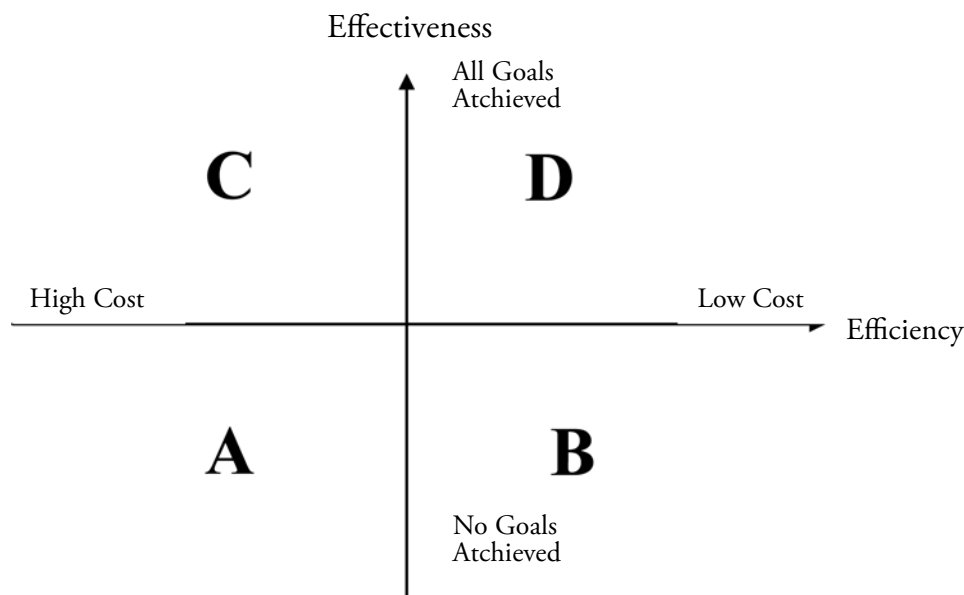 Effectiveness
All Goals
Atchieved
C
D
High Cost
Low Cost
Efficiency
A
B
No Goals
Atchieved